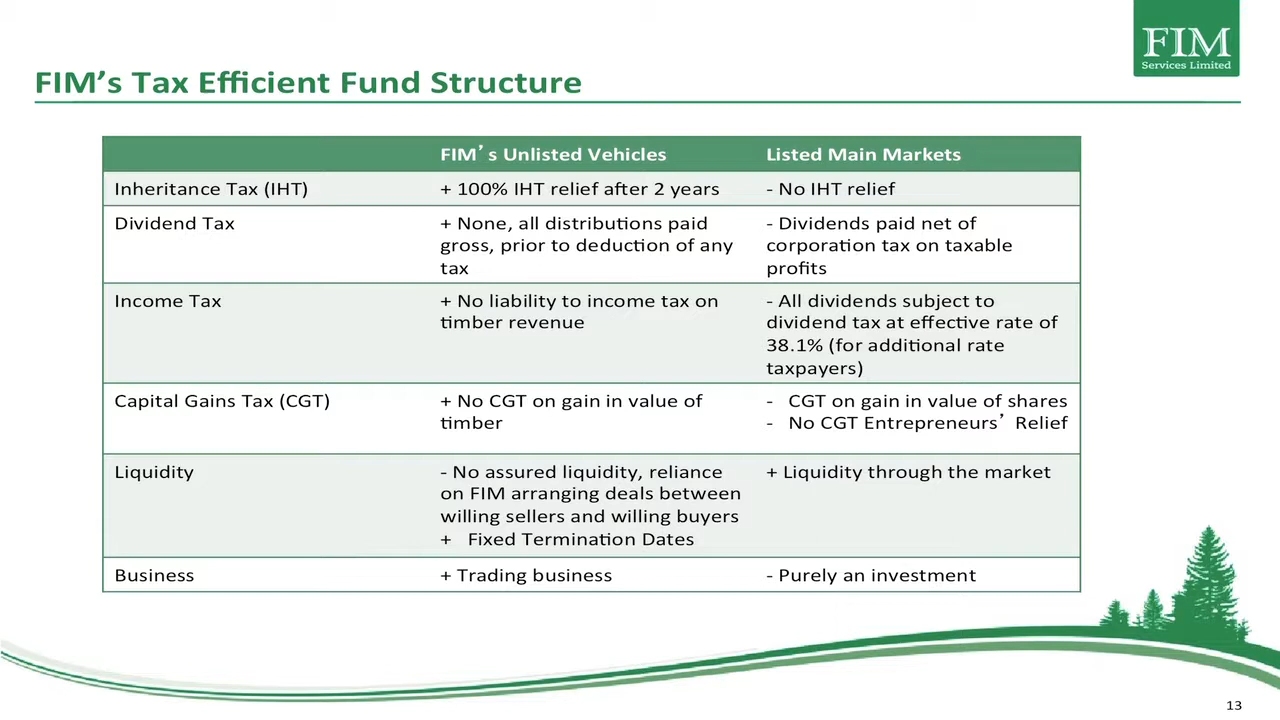 FIM
Services Limited
FIM’s Tax Efficient Fund Structure
FIM’s Unlisted Vehicles Listed Main Markets
Inheritance Tax (IHT) + 100% IHT relief after 2 years - No IHT relief
Dividend Tax + None, all distributions paid - Dividends paid net of
gross, prior to deduction of any corporation tax on taxable
tax profits
Income Tax + No liability to income tax on - All dividends subject to
timber revenue dividend tax at effective rate of
38.1% (for additional rate
taxpayers)
Capital Gains Tax (CGT) + No CGT on gain in value of - CGT on gain in value of shares
timber - No CGT Entrepreneurs’ Relief
Liquidity - No assured liquidity, reliance + Liquidity through the market
on FIM arranging deals between
willing sellers and willing buyers
+ Fixed Termination Dates
Business + Trading business - Purely an investment
13